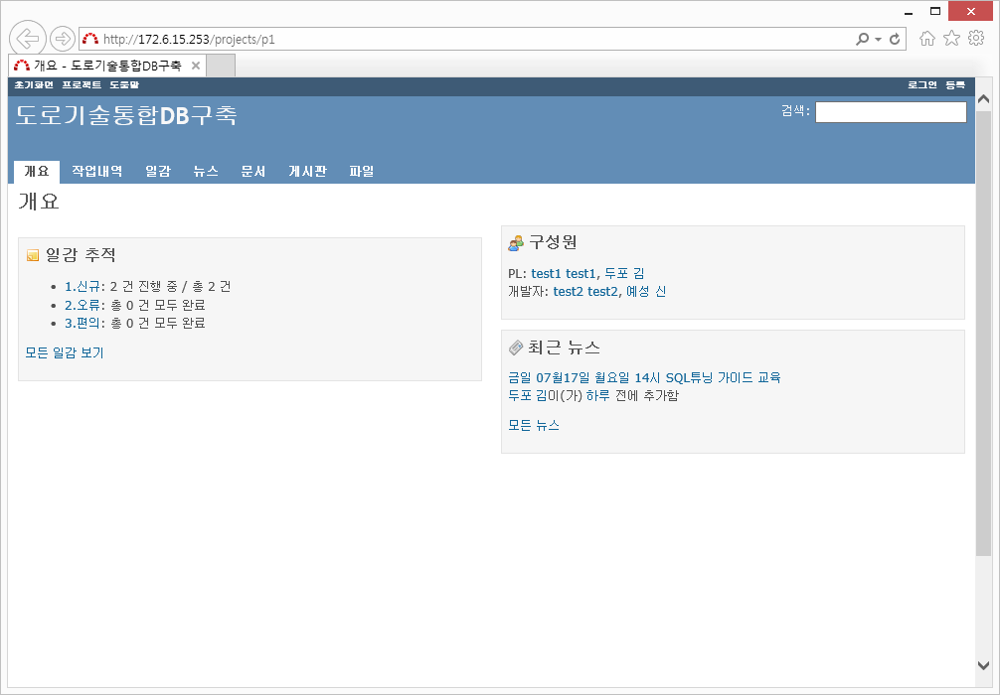 http://172.6.15.253/projects/p1
개요 - 도로기술통합DB구축
초기화면 프로젝트 도움말
로그인 등록
도로기술통합DB구축
검색:
개요 작업내역 일감 뉴스 문서 게시판 파일
개요
일감 추적
1.신규: 2 건 진행 중 / 총 2 건
2.오류: 총 0 건 모두 완료
3.편의: 총 0 건 모두 완료
모든 일감 보기
구성원
PL: test1 test1, 두포 김
개발자: test2 test2, 예성 신
최근 뉴스
금일 07월17일 월요일 14시 SQL튜닝 가이드 교육
두포 김이(가) 하루 전에 추가함
모든 뉴스